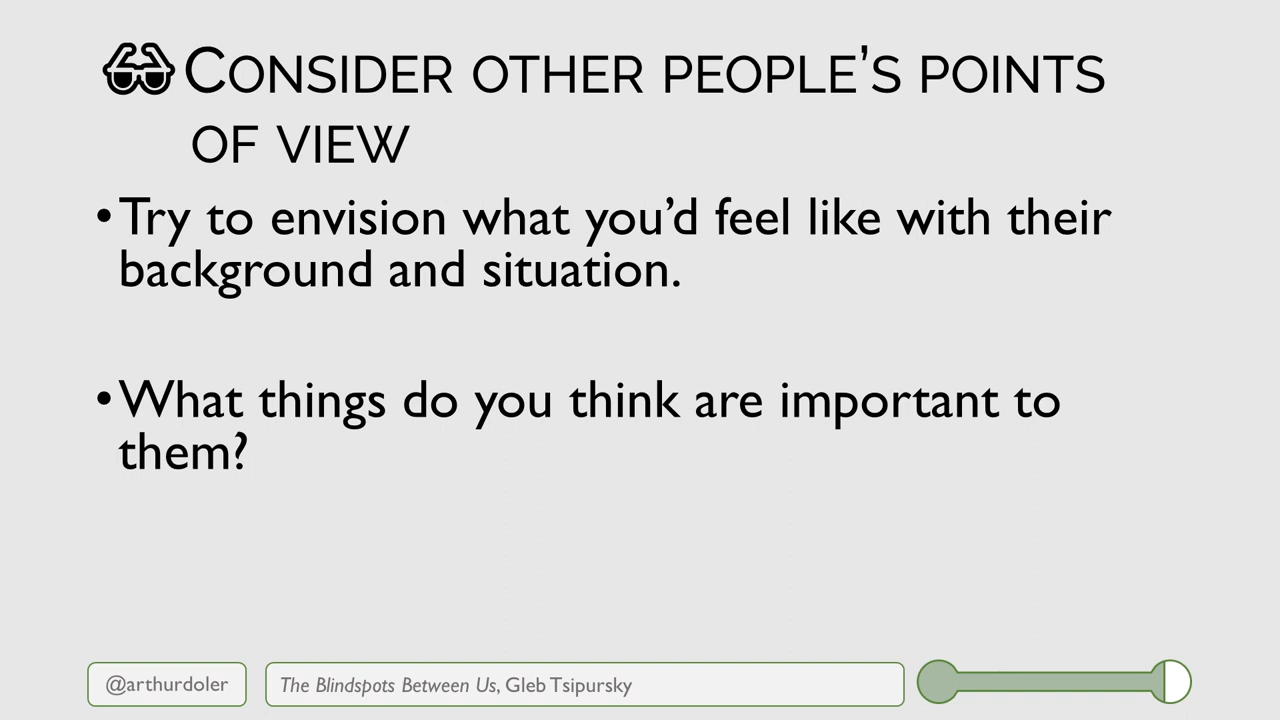 Consider other people's points
of view
•Try to envision what you'd feel like with their
background and situation.
•What things do you think are important to
them?
@arthurdoler
The Blindspots Between Us, Gleb Tsipursky